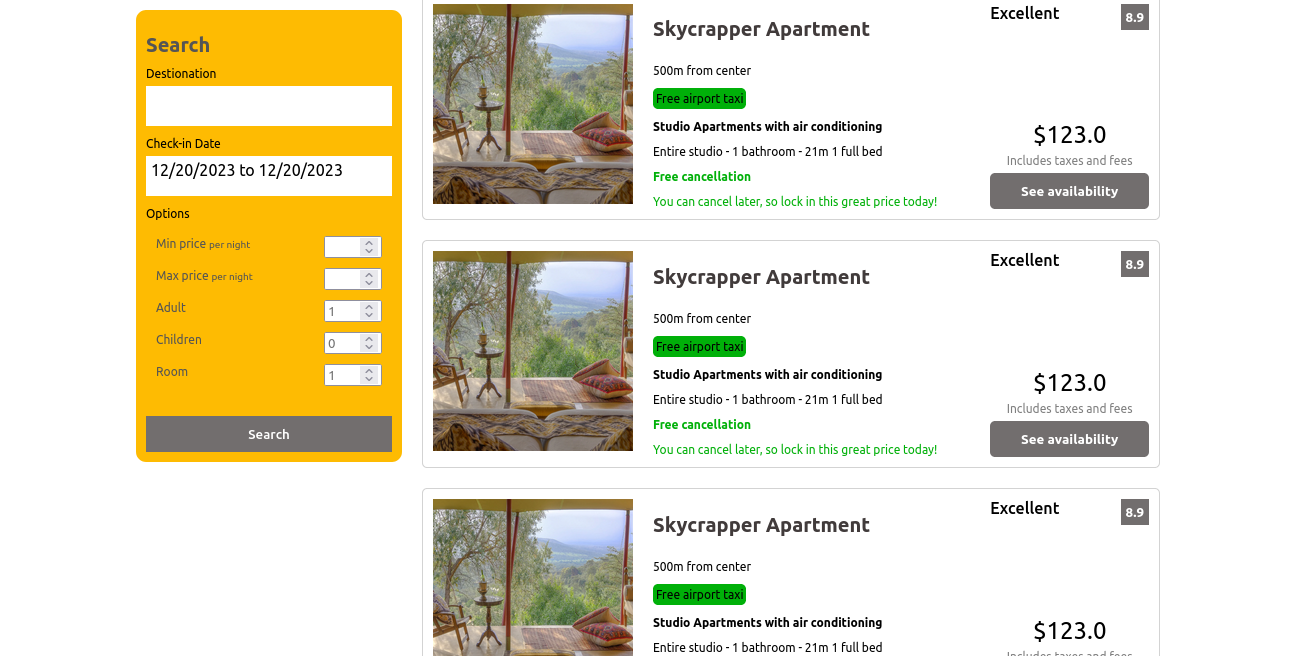 Search
Destionation
Check-in Date
12/20/2023 to 12/20/2023
Options
Min price per night
Max price per night
Adult 1
Children 0
Room 1
Search
Skycrapper Apartment
500m from center
Free airport taxi
Studio Apartments with air conditioning
Entire studio - 1 bathroom - 21m 1 full bed
Free cancellation
You can cancel later, so lock in this great price today!
Excellent 8.9
$123.0
Includes taxes and fees
See availability
Skycrapper Apartment
500m from center
Free airport taxi
Studio Apartments with air conditioning
Entire studio - 1 bathroom - 21m 1 full bed
Free cancellation
You can cancel later, so lock in this great price today!
Excellent 8.9
$123.0
Includes taxes and fees
See availability
Skycrapper Apartment
500m from center
Free airport taxi
Studio Apartments with air conditioning
Entire studio - 1 bathroom - 21m 1 full bed
Excellent 8.9
$123.0
Includes taxes and fees